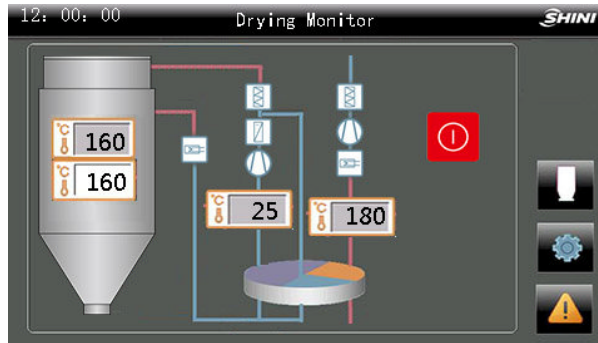 12: 00: 00
Drying Monitor
SHINI
℃ 160
℃ 160
℃ 25
℃ 180